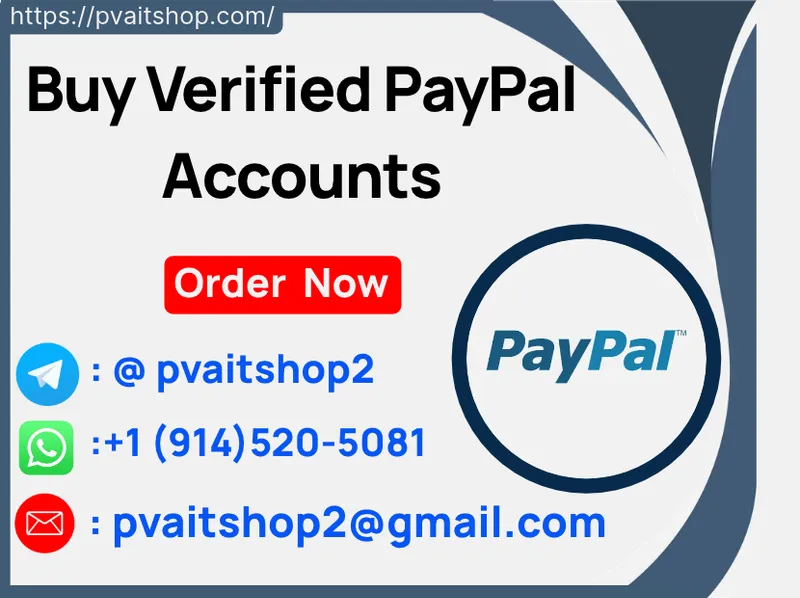 https://pvaitshop.com/
Buy Verified PayPal
Accounts
Order Now
: @ pvaitshop2
PayPal™
:+1 (914)520-5081
: pvaitshop2@gmail.com